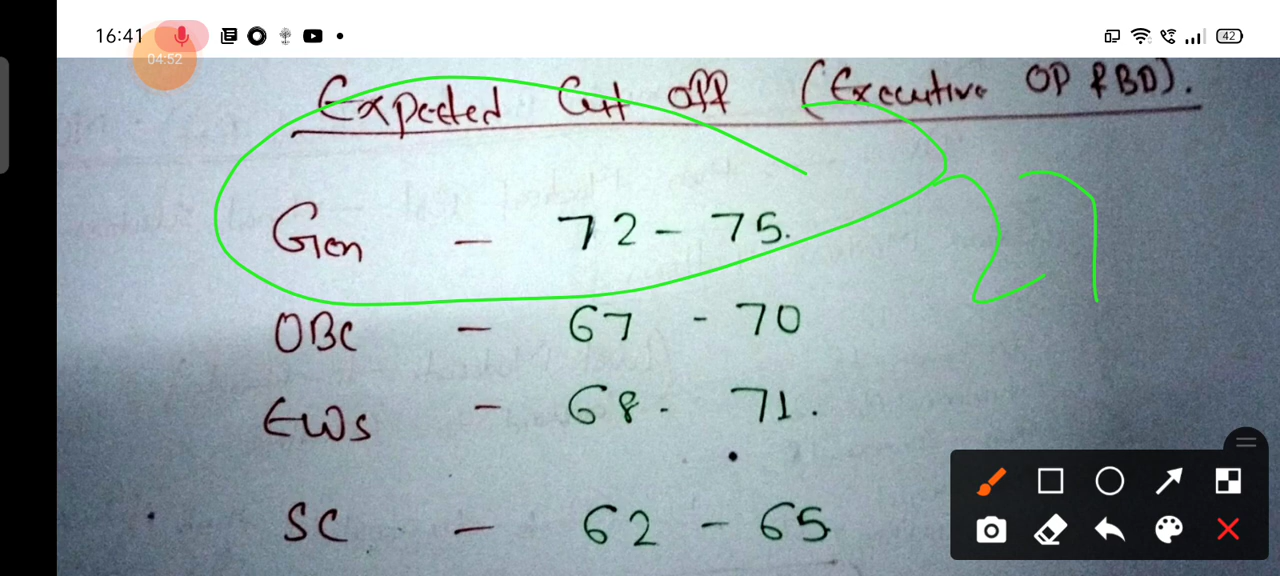 16:41
42
04:52
Expected Cut off (Executive OP & BD).
Gen - 72 - 75.
OBC - 67 - 70
EWS - 68 - 71.
SC - 62 - 65